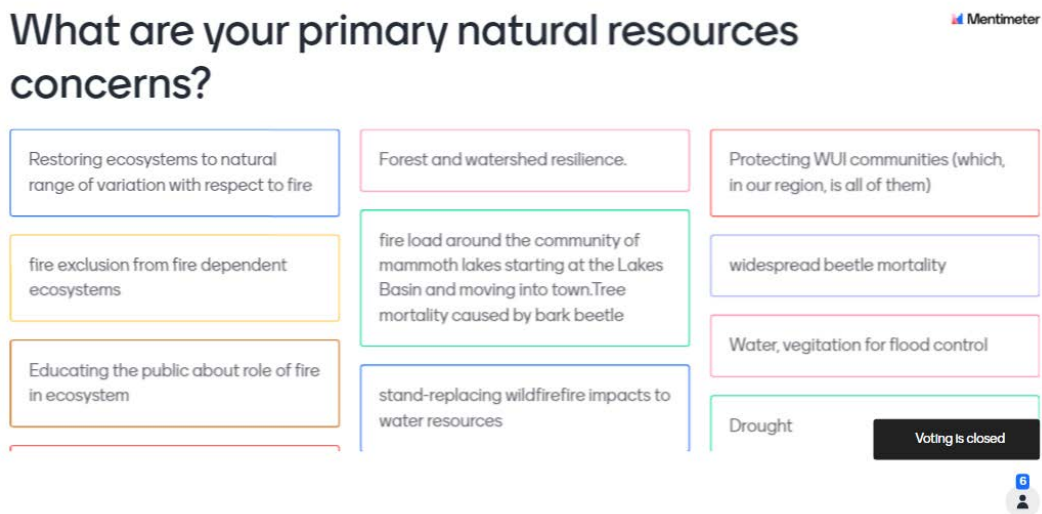 What are your primary natural resources
concerns?
Mentimeter
Restoring ecosystems to natural
range of variation with respect to fire
fire exclusion from fire dependent
ecosystems
Educating the public about role of fire
in ecosystem
Forest and watershed resilience.
fire load around the community of
mammoth lakes starting at the Lakes
Basin and moving into town.Tree
mortality caused by bark beetle
stand-replacing wildfirefire impacts to
water resources
Protecting WUI communities (which,
in our region, is all of them)
widespread beetle mortality
Water, vegitation for flood control
Drought
Voting is closed
6